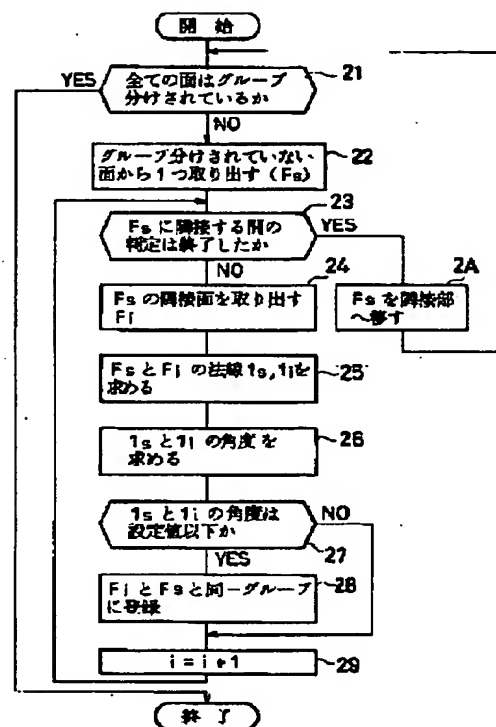 開始
YES
全ての面はグループ
分けされているか
21
NO
グループ分けされていない
面から1つ取り出す (Fs)
22
23
Fsに隣接する面の
判定は終了したか
YES
NO
24
2A
Fsの隣接面を取り出す
Fi
Fsを隣接部
へ移す
FsとFiの法線1s,1iを
求める
25
1sと1iの角度を
求める
26
1sと1iの角度は
設定値以下か
NO
27
YES
FiとFsと同一グループ
に登録
28
i = i + 1
29
終了